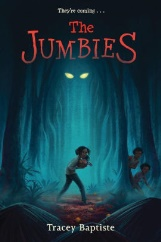 They're coming . . .
The
JUMBIES
Tracey Baptiste